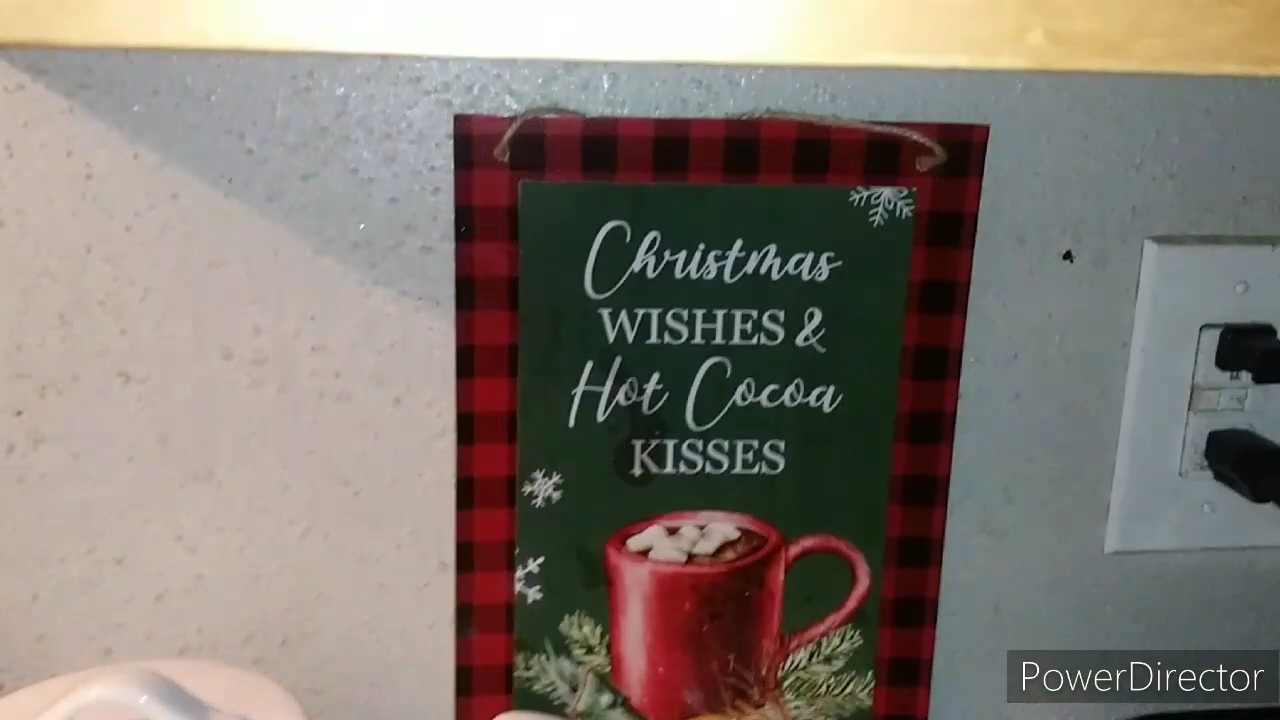 Christmas
WISHES &
Hot Cocoa
KISSES
PowerDirector